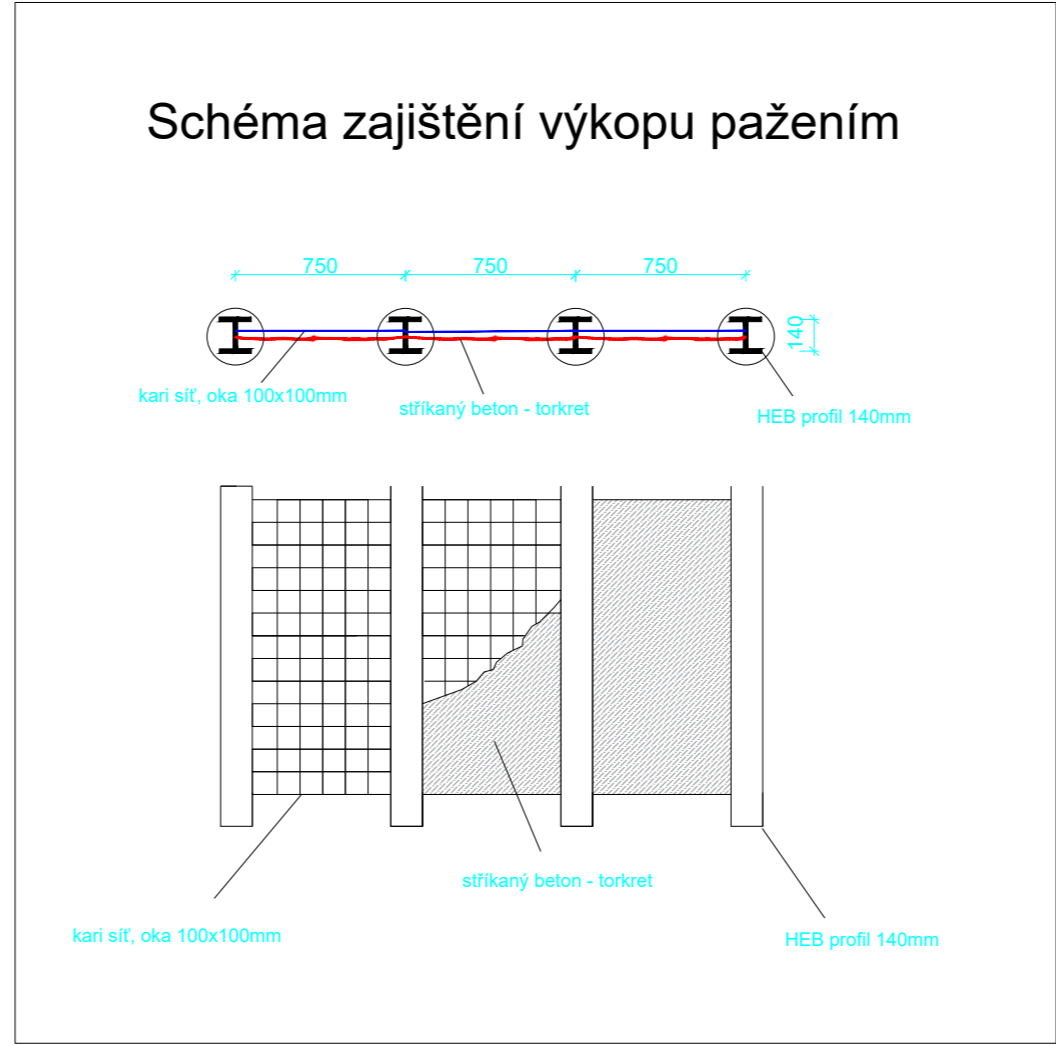 Schéma zajištění výkopu pažením
750
750
750
140
kari síť, oka 100x100mm
stříkaný beton - torkret
HEB profil 140mm
stříkaný beton - torkret
kari síť, oka 100x100mm
HEB profil 140mm